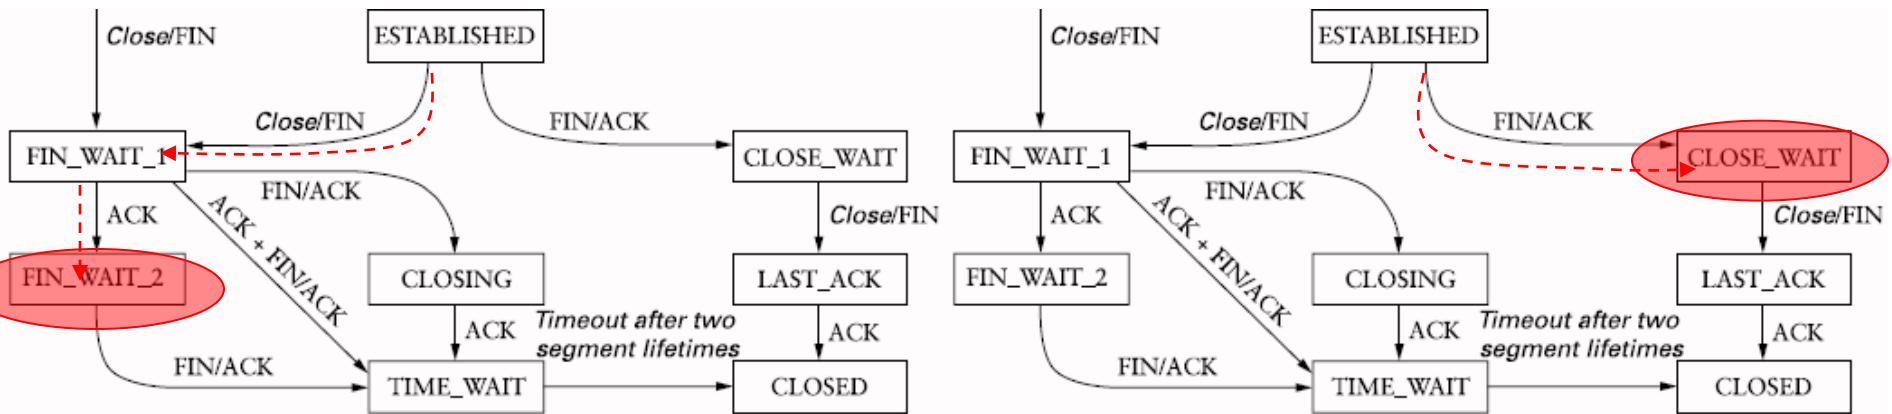 Close/FIN
ESTABLISHED
Close/FIN
FIN/ACK
FIN_WAIT_1
CLOSE_WAIT
FIN/ACK
ACK
ACK + FIN/ACK
Close/FIN
FIN_WAIT_2
CLOSING
LAST_ACK
ACK
Timeout after two
segment lifetimes
ACK
FIN/ACK
TIME_WAIT
CLOSED
Close/FIN
ESTABLISHED
Close/FIN
FIN/ACK
FIN_WAIT_1
CLOSE_WAIT
FIN/ACK
ACK
ACK + FIN/ACK
Close/FIN
FIN_WAIT_2
CLOSING
LAST_ACK
ACK
Timeout after two
segment lifetimes
ACK
FIN/ACK
TIME_WAIT
CLOSED